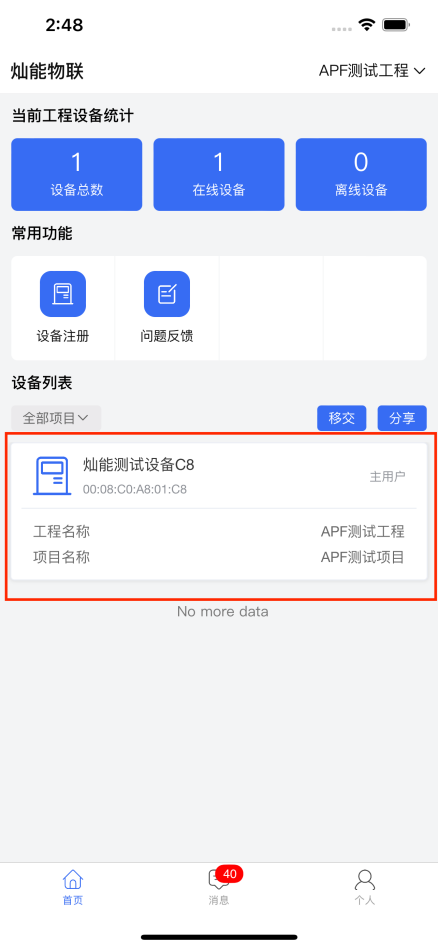 2:48
灿能物联
APF测试工程
当前工程设备统计
1
1
0
设备总数
在线设备
离线设备
常用功能
设备注册
问题反馈
设备列表
全部项目
移交
分享
灿能测试设备C8
00:08:C0:A8:01:C8
主用户
工程名称
APF测试工程
项目名称
APF测试项目
No more data
40
首页
消息
个人